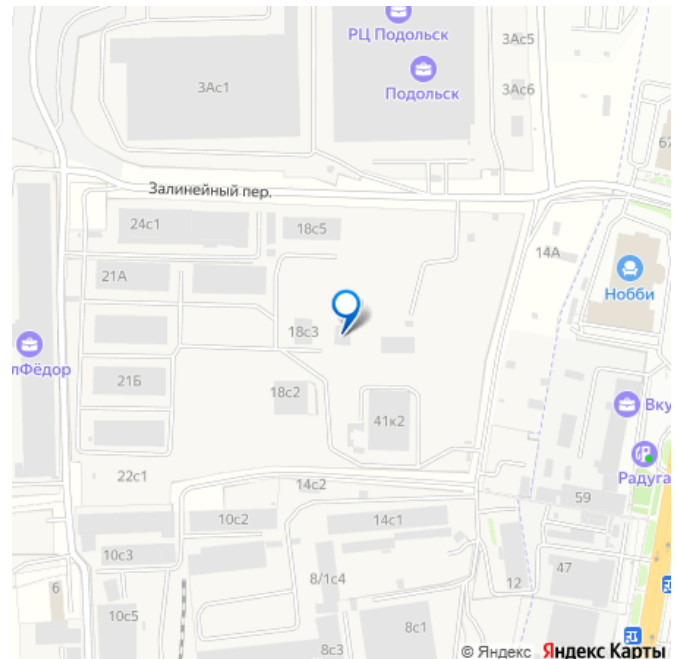 РЦ Подольск
3Ас5
3Ас1
Подольск
3Ас6
67
Залинейный пер.
24с1
18с5
14А
21А
Нобби
18с3
лФёдор
21Б
18с2
Вку
41к2
Радуга
22с1
14с2
59
10с2
14с1
10с3
47
6
8/1с4
12
10с5
8с1
8с3
© Яндекс Яндекс Карты